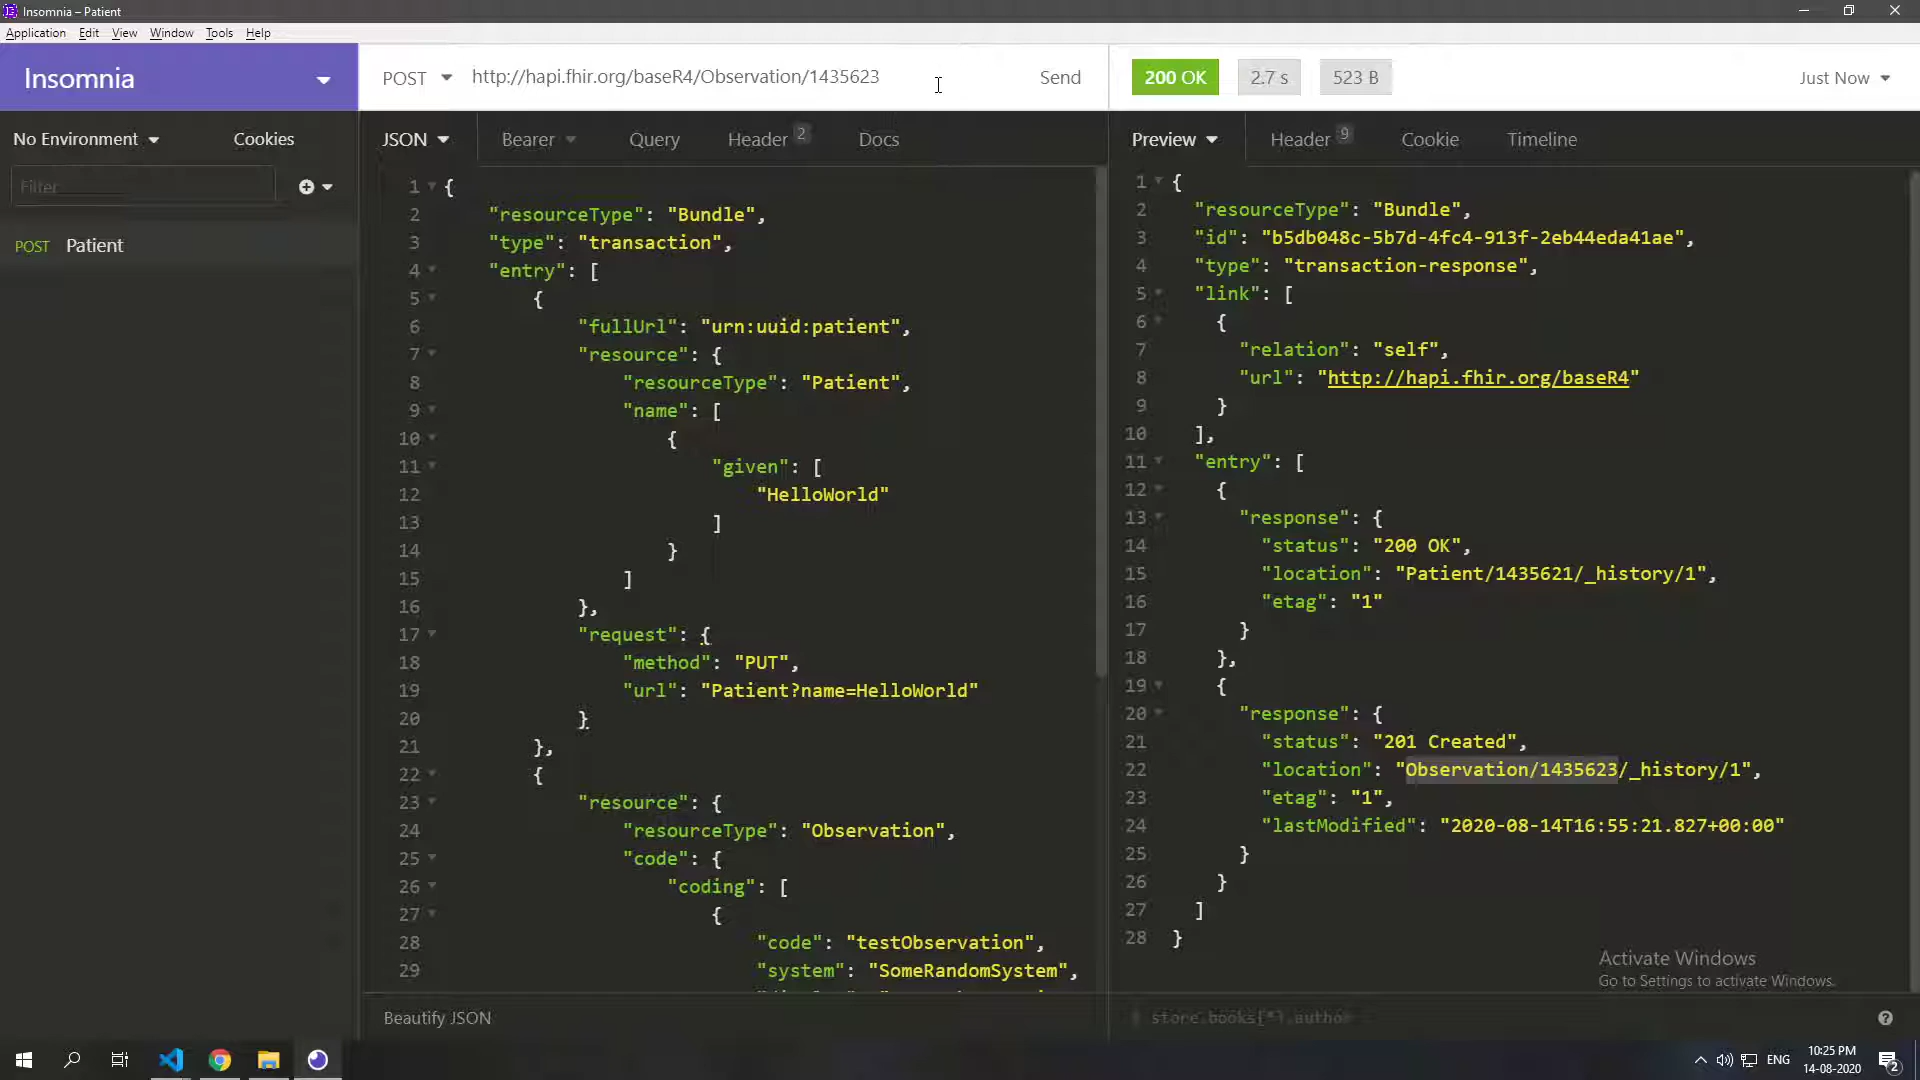 Insomnia – Patient
Application Edit View Window Tools Help
Insomnia
POST http://hapi.fhir.org/baseR4/Observation/1435623 Send
200 OK 2.7 s 523 B Just Now
No Environment Cookies
Filter
POST Patient
JSON Bearer Query Header 2 Docs
1 {
2 "resourceType": "Bundle",
3 "type": "transaction",
4 "entry": [
5 {
6 "fullUrl": "urn:uuid:patient",
7 "resource": {
8 "resourceType": "Patient",
9 "name": [
10 {
11 "given": [
12 "HelloWorld"
13 ]
14 }
15 ]
16 },
17 "request": {
18 "method": "PUT",
19 "url": "Patient?name=HelloWorld"
20 }
21 },
22 {
23 "resource": {
24 "resourceType": "Observation",
25 "code": {
26 "coding": [
27 {
28 "code": "testObservation",
29 "system": "SomeRandomSystem",
Beautify JSON
Preview Header 9 Cookie Timeline
1 {
2 "resourceType": "Bundle",
3 "id": "b5db048c-5b7d-4fc4-913f-2eb44eda41ae",
4 "type": "transaction-response",
5 "link": [
6 {
7 "relation": "self",
8 "url": "http://hapi.fhir.org/baseR4"
9 }
10 ],
11 "entry": [
12 {
13 "response": {
14 "status": "200 OK",
15 "location": "Patient/1435621/_history/1",
16 "etag": "1"
17 }
18 },
19 {
20 "response": {
21 "status": "201 Created",
22 "location": "Observation/1435623/_history/1",
23 "etag": "1",
24 "lastModified": "2020-08-14T16:55:21.827+00:00"
25 }
26 }
27 ]
28 }
Activate Windows
Go to Settings to activate Windows.
store.books[*].author
ENG
10:25 PM
14-08-2020
2